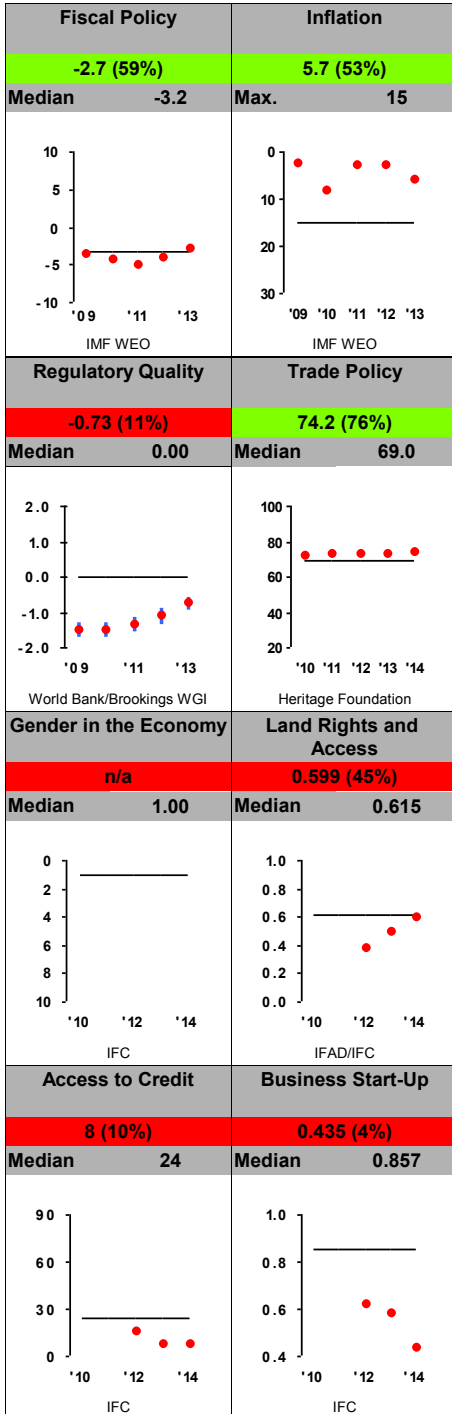 Fiscal Policy
-2.7 (59%)
Median -3.2
10
5
0
-5
-10
'09 '11 '13
IMF WEO
Inflation
5.7 (53%)
Max. 15
0
10
20
30
'09 '10 '11 '12 '13
IMF WEO
Regulatory Quality
-0.73 (11%)
Median 0.00
2.0
1.0
0.0
-1.0
-2.0
'09 '11 '13
World Bank/Brookings WGI
Trade Policy
74.2 (76%)
Median 69.0
100
80
60
40
20
'10 '11 '12 '13 '14
Heritage Foundation
Gender in the Economy
n/a
Median 1.00
0
2
4
6
8
10
'10 '12 '14
IFC
Land Rights and
Access
0.599 (45%)
Median 0.615
1.0
0.8
0.6
0.4
0.2
0.0
'10 '12 '14
IFAD/IFC
Access to Credit
8 (10%)
Median 24
90
60
30
0
'10 '12 '14
IFC
Business Start-Up
0.435 (4%)
Median 0.857
1.0
0.8
0.6
0.4
'10 '12 '14
IFC